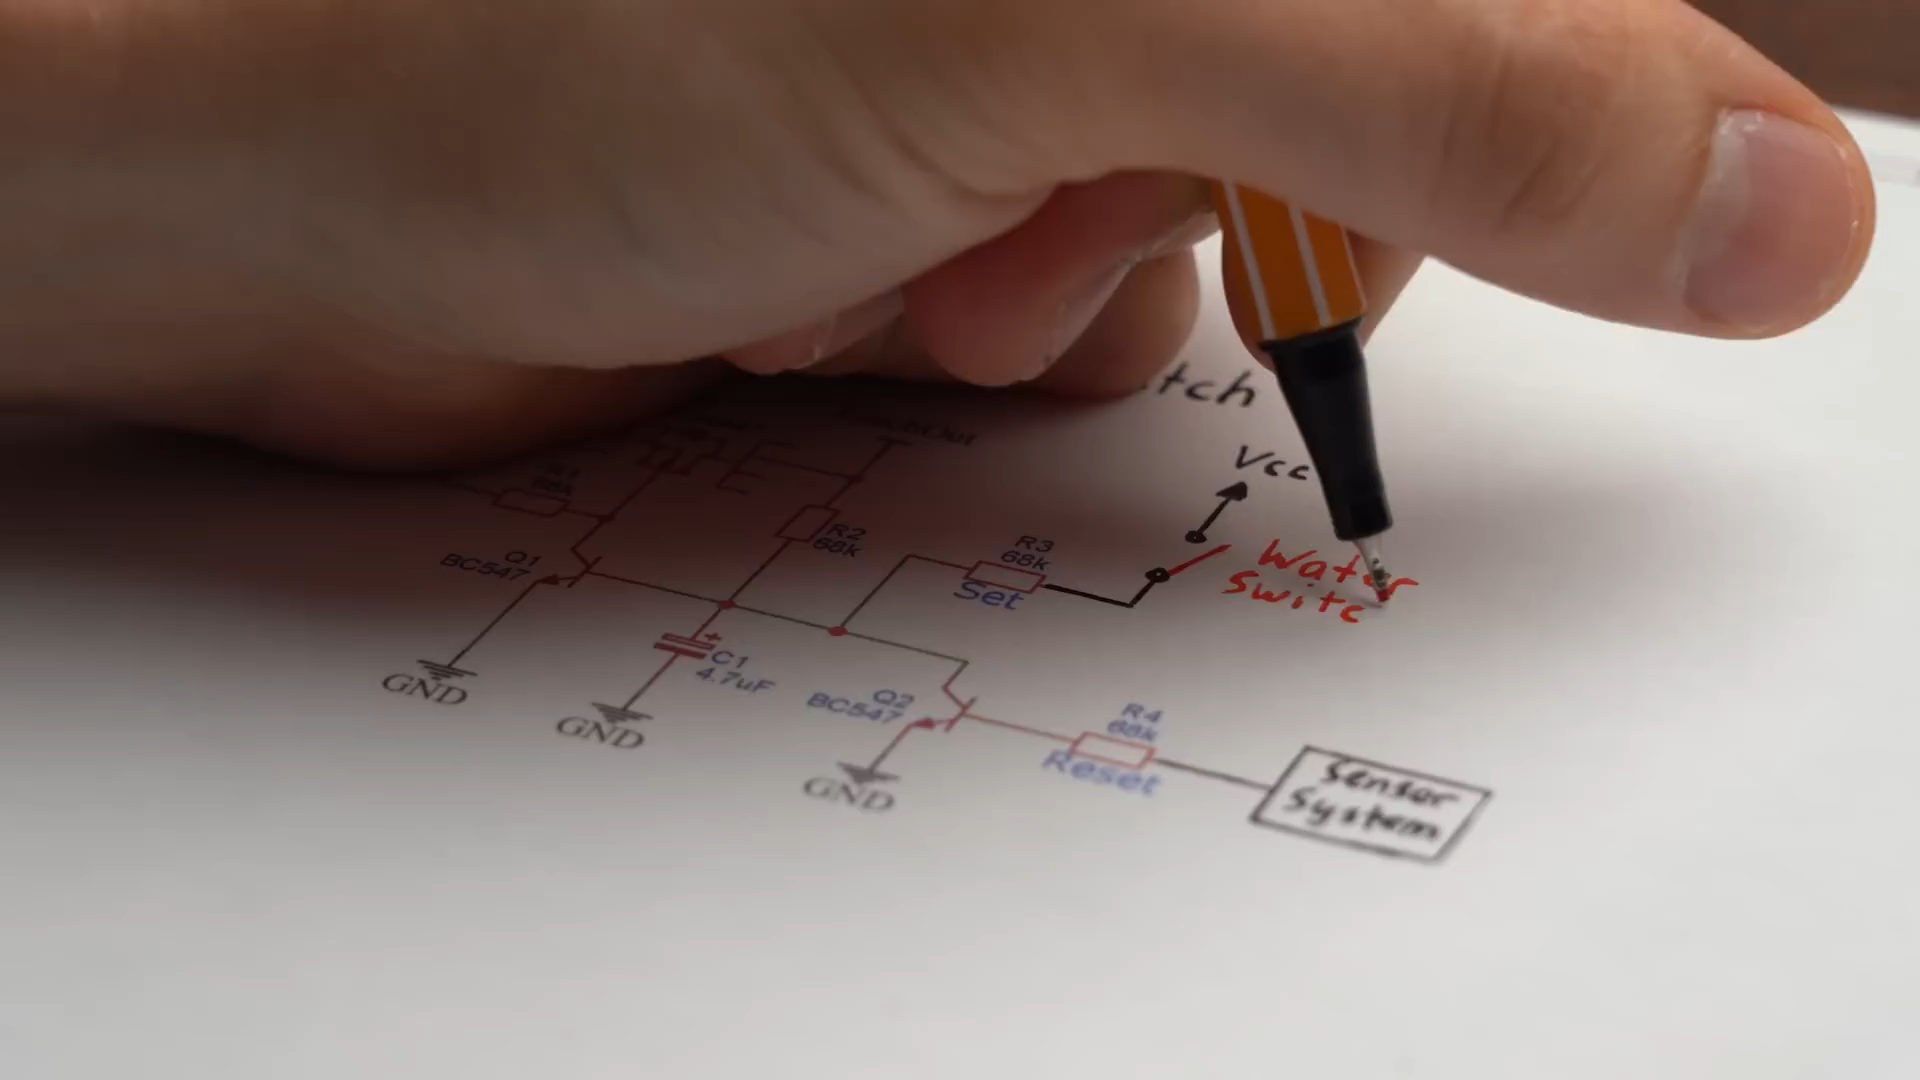 tch
Vcc
R2
68k
R3
68k
Set
Water
Switc
Q1
BC547
GND
C1
4.7uF
GND
Q2
BC547
GND
R4
68k
Reset
Sensor
System